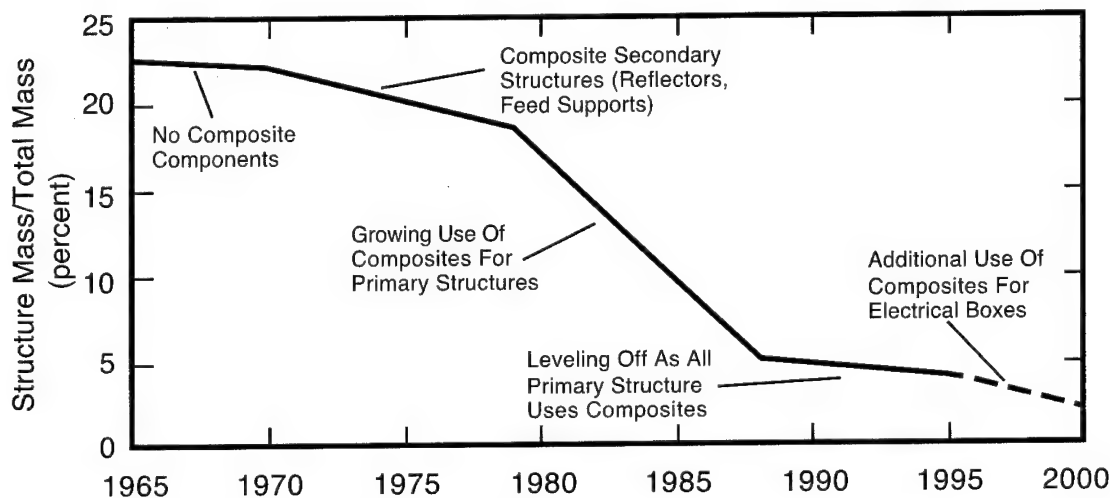 Structure Mass/Total Mass
(percent)
25
20
15
10
5
0
1965
1970
1975
1980
1985
1990
1995
2000
No Composite
Components
Composite Secondary
Structures (Reflectors,
Feed Supports)
Growing Use Of
Composites For
Primary Structures
Leveling Off As All
Primary Structure
Uses Composites
Additional Use Of
Composites For
Electrical Boxes